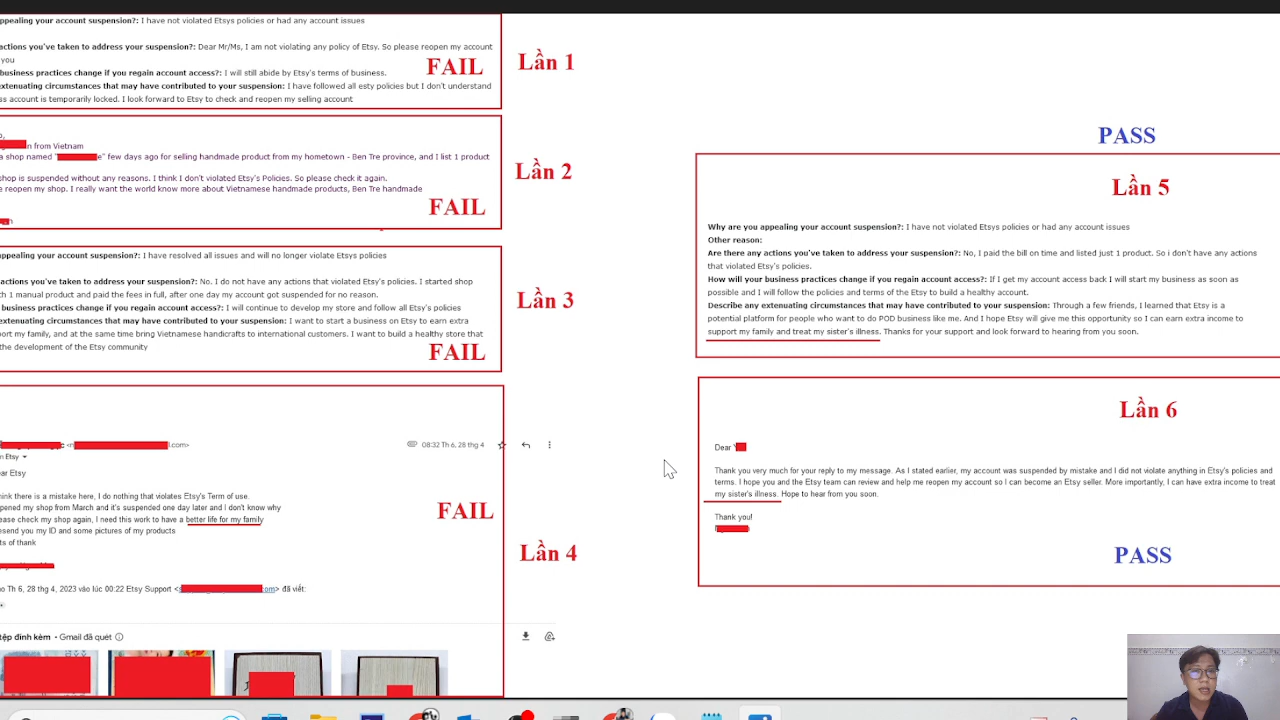 ppealing your account suspension?: I have not violated Etsys policies or had any account issues
actions you've taken to address your suspension?: Dear Mr/Ms, I am not violating any policy of Etsy. So please reopen my account
you
business practices change if you regain account access?: I will still abide by Etsy's terms of business.
extenuating circumstances that may have contributed to your suspension: I have followed all esty policies but I don't understand
ss account is temporarily locked. I look forward to Etsy to check and reopen my selling account
FAIL
Lần 1
n from Vietnam
a shop named "e" few days ago for selling handmade product from my hometown - Ben Tre province, and I list 1 product
shop is suspended without any reasons. I think I don't violated Etsy's Policies. So please check it again.
e reopen my shop. I really want the world know more about Vietnamese handmade products, Ben Tre handmade
FAIL
Lần 2
appealing your account suspension?: I have resolved all issues and will no longer violate Etsys policies
actions you've taken to address your suspension?: No. I do not have any actions that violated Etsy's policies. I started shop
th 1 manual product and paid the fees in full, after one day my account got suspended for no reason.
business practices change if you regain account access?: I will continue to develop my store and follow all Etsy's policies
extenuating circumstances that may have contributed to your suspension: I want to start a business on Etsy to earn extra
port my family, and at the same time bring Vietnamese handicrafts to international customers. I want to build a healthy store that
the development of the Etsy community
FAIL
Lần 3
c <n l.com>
08:32 Th 6, 28 thg 4
n Etsy
ear Etsy
hink there is a mistake here, I do nothing that violates Etsy's Term of use.
pened my shop from March and it's suspended one day later and I don't know why
ease check my shop again, I need this work to have a better life for my family
esend you my ID and some pictures of my products
ts of thank
FAIL
Lần 4
o Th 6, 28 thg 4, 2023 vào lúc 00:22 Etsy Support <s com> đã viết:
tệp đính kèm • Gmail đã quét
PASS
Lần 5
Why are you appealing your account suspension?: I have not violated Etsys policies or had any account issues
Other reason:
Are there any actions you've taken to address your suspension?: No, I paid the bill on time and listed just 1 product. So i don't have any actions
that violated Etsy's policies.
How will your business practices change if you regain account access?: If I get my account access back I will start my business as soon as
possible and I will follow the policies and terms of the Etsy to build a healthy account.
Describe any extenuating circumstances that may have contributed to your suspension: Through a few friends, I learned that Etsy is a
potential platform for people who want to do POD business like me. And I hope Etsy will give me this opportunity so I can earn extra income to
support my family and treat my sister's illness. Thanks for your support and look forward to hearing from you soon.
Lần 6
Dear Y
Thank you very much for your reply to my message. As I stated earlier, my account was suspended by mistake and I did not violate anything in Etsy's policies and
terms. I hope you and the Etsy team can review and help me reopen my account so I can become an Etsy seller. More importantly, I can have extra income to treat
my sister's illness. Hope to hear from you soon.
Thank you!
PASS